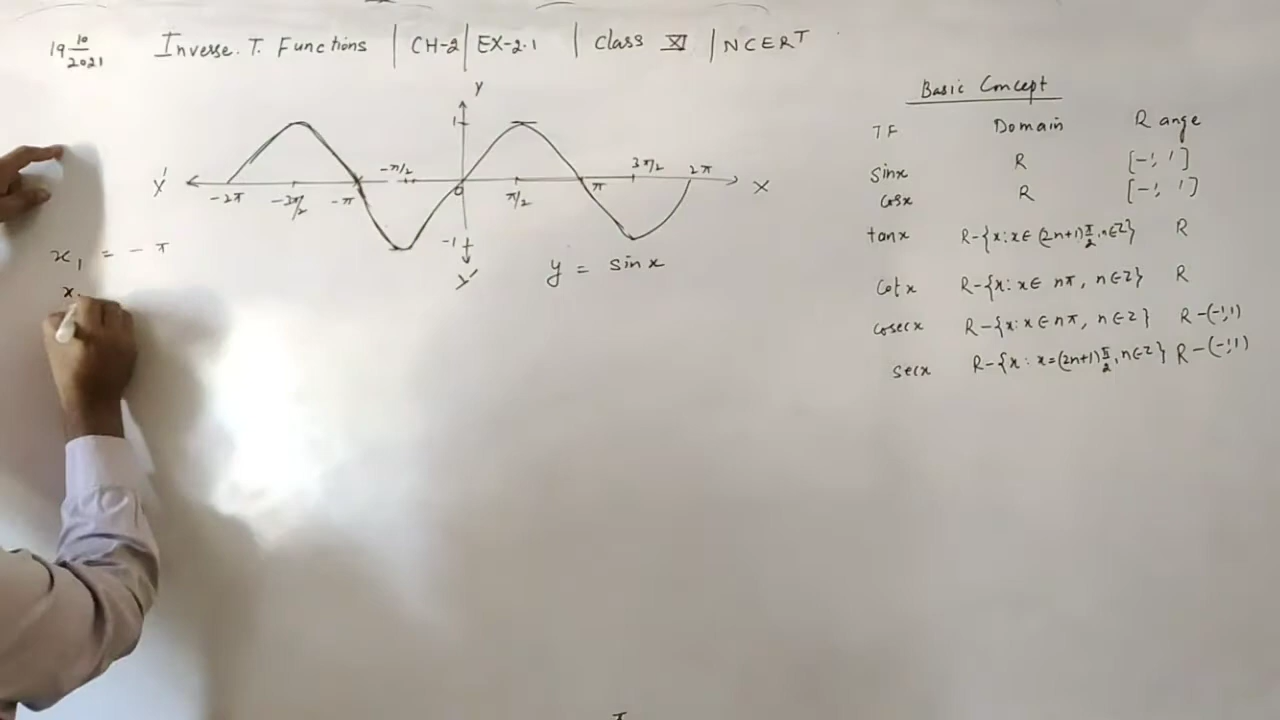 19 10/2021 Inverse. T. Functions | CH-2 | EX-2.1 | Class XI | NCERT
Basic Concept
TF Domain Range
sinx R [-1, 1]
cosx R [-1, 1]
tanx R-{x:x∈(2n+1)π/2,n∈Z} R
cotx R-{x:x∈ nπ, n∈Z} R
cosecx R-{x:x∈nπ, n∈Z} R-(-1,1)
secx R-{x:x=(2n+1)π/2,n∈Z} R-(-1,1)
Y
1
X' -2π -3π/2 -π -π/2 0 π/2 π 3π/2 2π X
-1
Y'
y = sinx
x₁ = -π
x